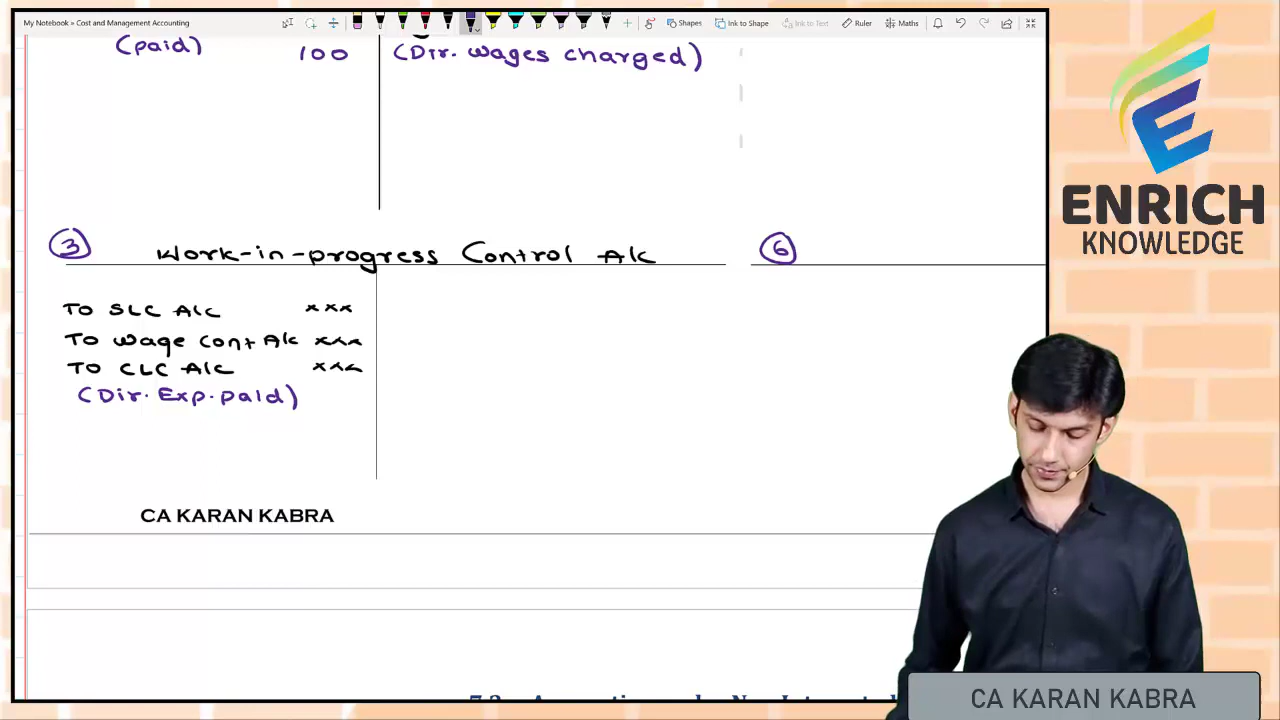 My Notebook » Cost and Management Accounting
Shapes
Ink to Shape
Ink to Text
Ruler
Maths
(paid) 100
(Dir. wages charged)
ENRICH
KNOWLEDGE
3 Work-in-progress Control A/c
6
To SLC A/c xxx
To wage Cont A/c xxx
To CLC A/c xxx
(Dir. Exp. paid)
CA KARAN KABRA
CA KARAN KABRA